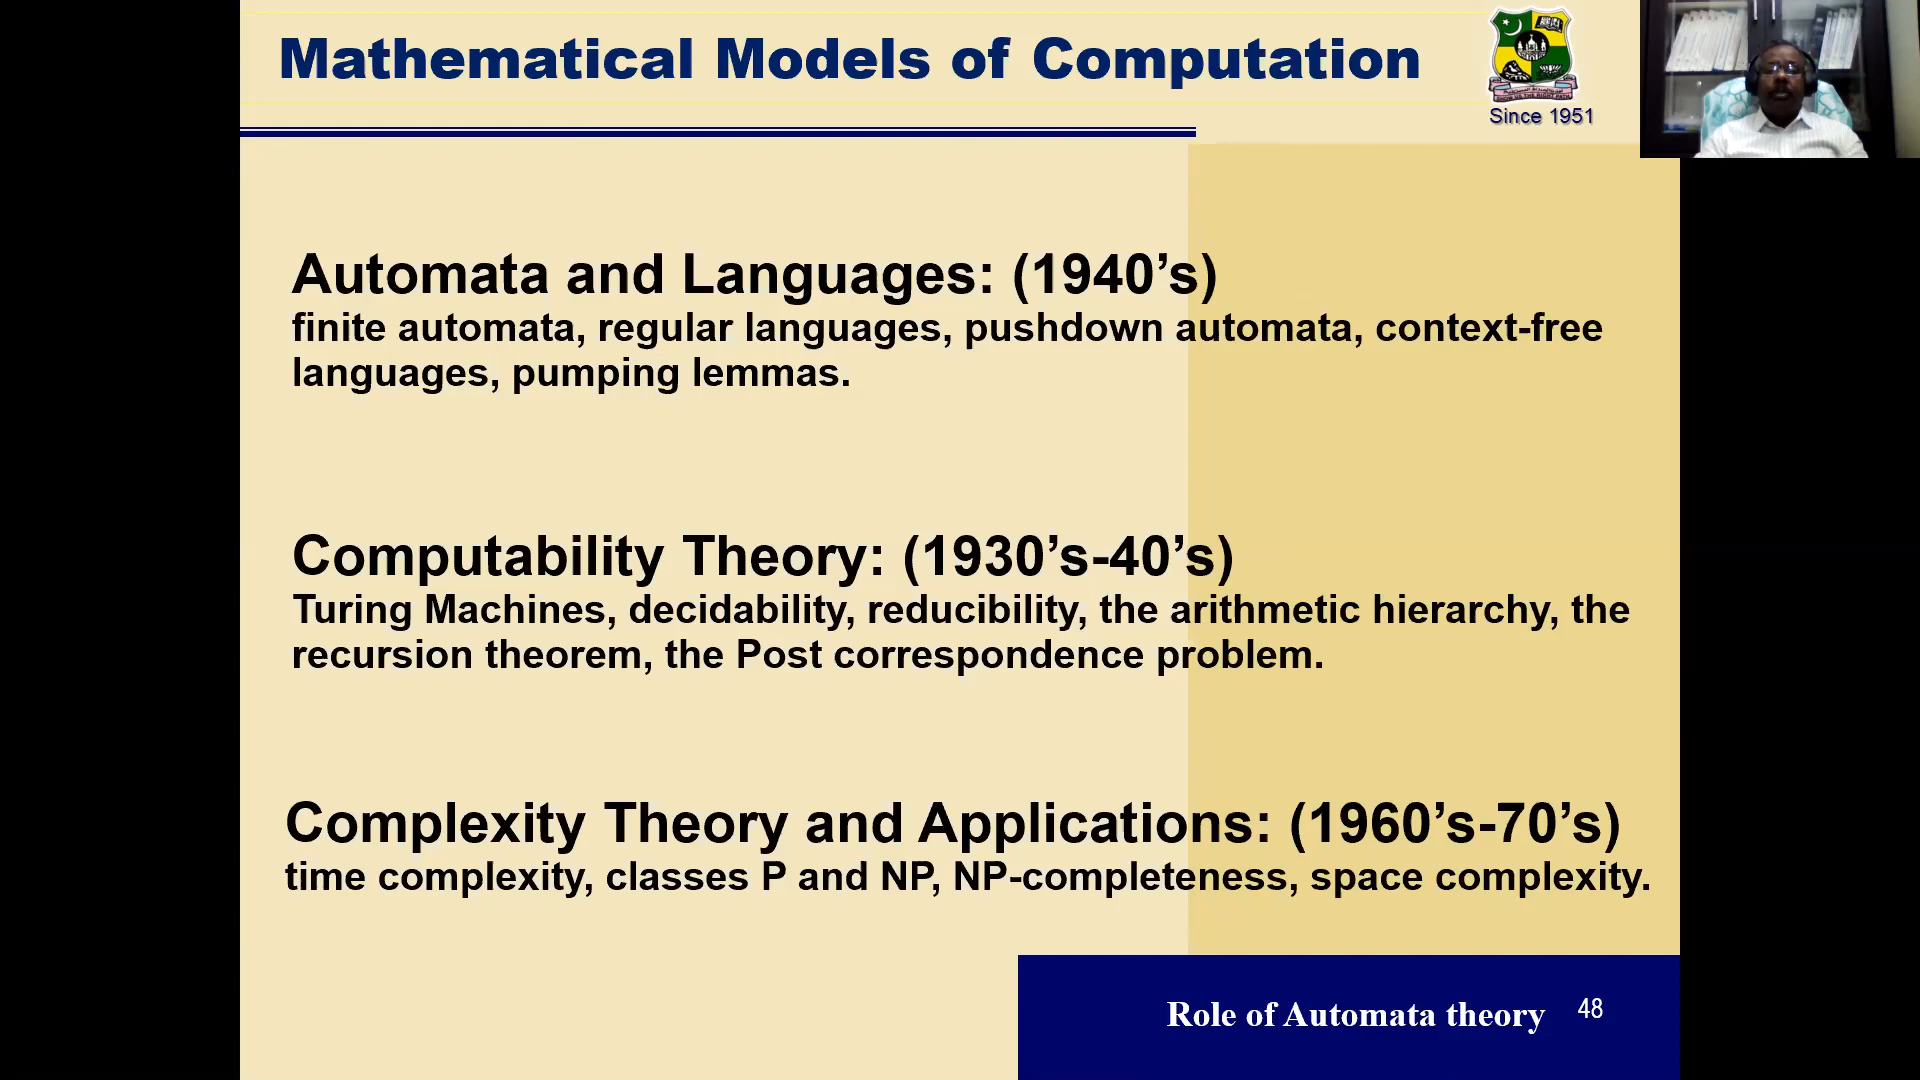 Mathematical Models of Computation
Since 1951
Automata and Languages: (1940’s)
finite automata, regular languages, pushdown automata, context-free
languages, pumping lemmas.
Computability Theory: (1930’s-40’s)
Turing Machines, decidability, reducibility, the arithmetic hierarchy, the
recursion theorem, the Post correspondence problem.
Complexity Theory and Applications: (1960’s-70’s)
time complexity, classes P and NP, NP-completeness, space complexity.
Role of Automata theory 48